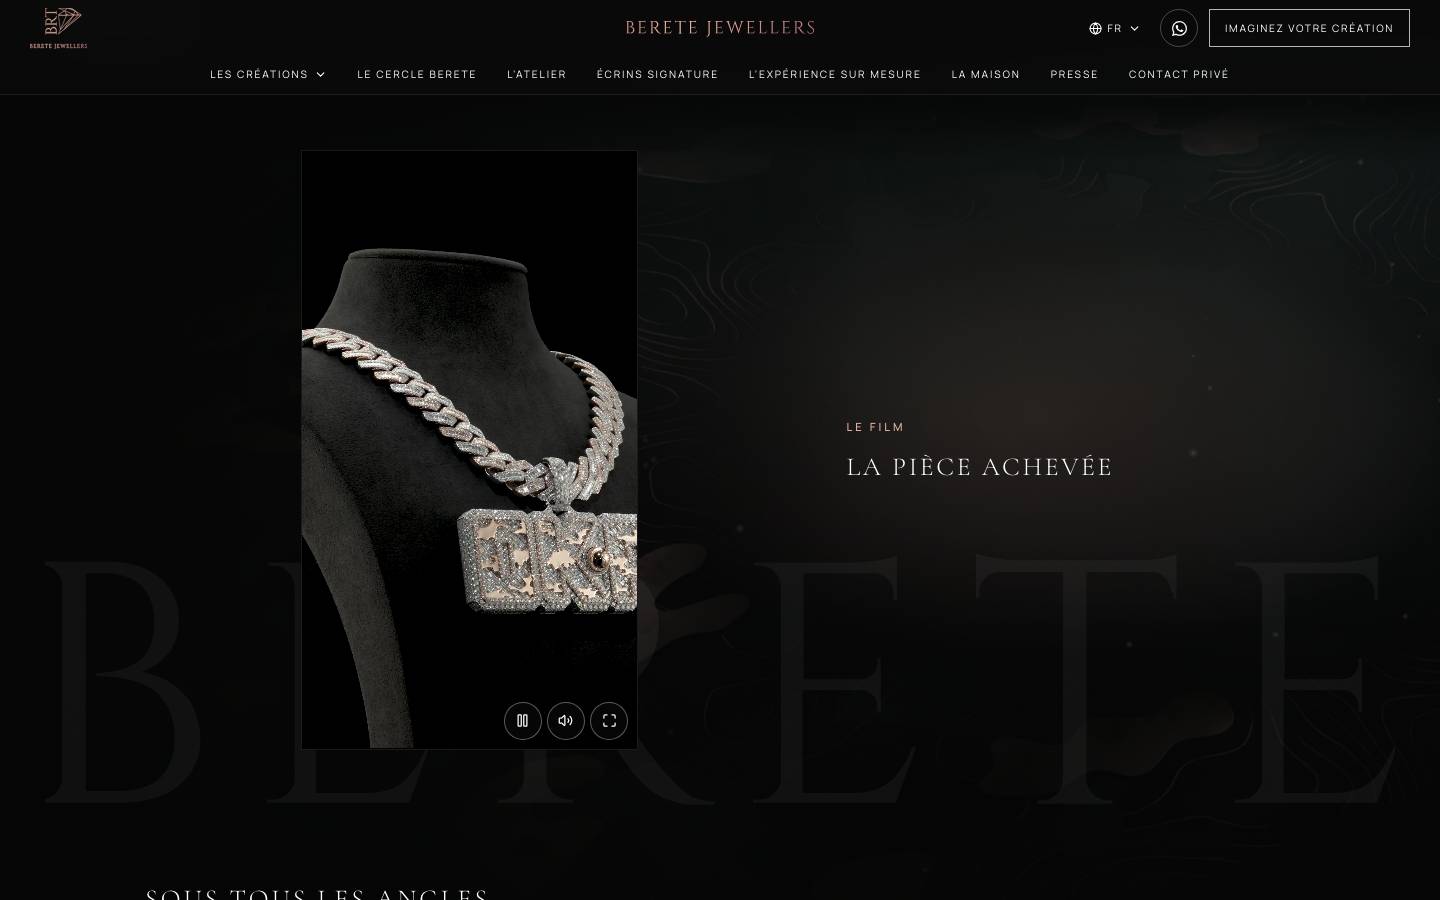 BRT
BERETE JEWELLERS
BERETE JEWELLERS
FR
IMAGINEZ VOTRE CRÉATION
LES CRÉATIONS
LE CERCLE BERETE
L'ATELIER
ÉCRINS SIGNATURE
L'EXPÉRIENCE SUR MESURE
LA MAISON
PRESSE
CONTACT PRIVÉ
LE FILM
LA PIÈCE ACHEVÉE
BERETE
SOUS TOUS LES ANGLES